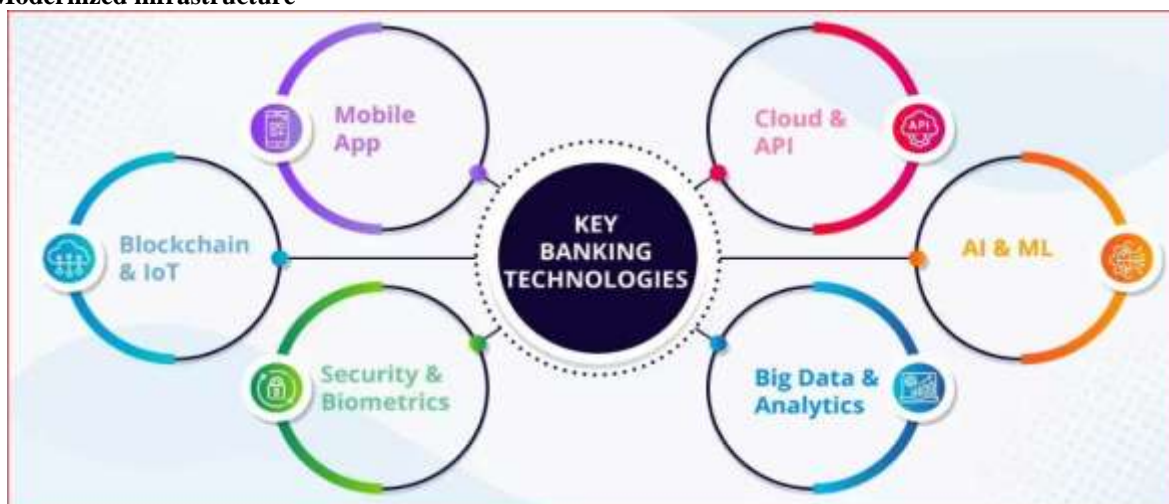 Modernized infrastructure
Mobile
App
Cloud &
API
API
Blockchain
& IoT
KEY
BANKING
TECHNOLOGIES
AI & ML
Security &
Biometrics
Big Data &
Analytics